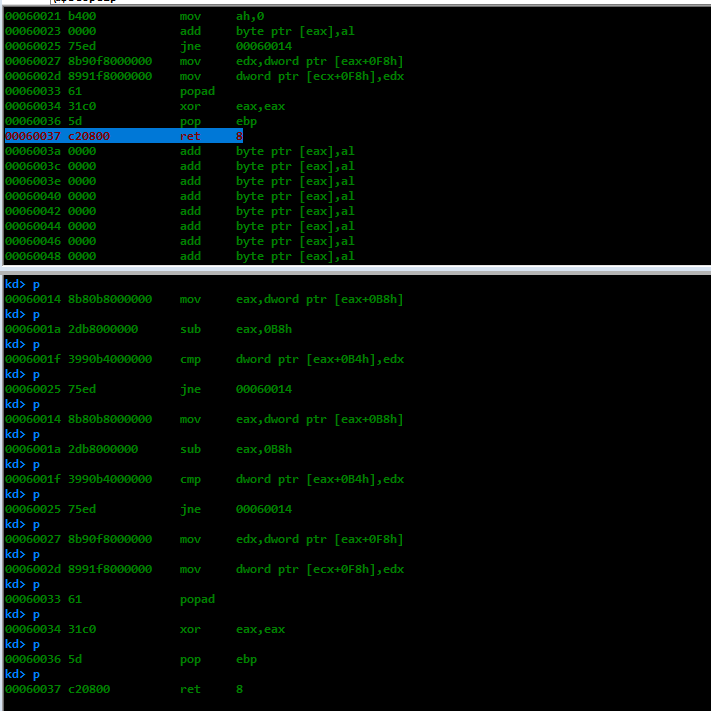 00060021 b400 mov ah,0
00060023 0000 add byte ptr [eax],al
00060025 75ed jne 00060014
00060027 8b90f8000000 mov edx,dword ptr [eax+0F8h]
0006002d 8991f8000000 mov dword ptr [ecx+0F8h],edx
00060033 61 popad
00060034 31c0 xor eax,eax
00060036 5d pop ebp
00060037 c20800 ret 8
0006003a 0000 add byte ptr [eax],al
0006003c 0000 add byte ptr [eax],al
0006003e 0000 add byte ptr [eax],al
00060040 0000 add byte ptr [eax],al
00060042 0000 add byte ptr [eax],al
00060044 0000 add byte ptr [eax],al
00060046 0000 add byte ptr [eax],al
00060048 0000 add byte ptr [eax],al
kd> p
00060014 8b80b8000000 mov eax,dword ptr [eax+0B8h]
kd> p
0006001a 2db8000000 sub eax,0B8h
kd> p
0006001f 3990b4000000 cmp dword ptr [eax+0B4h],edx
kd> p
00060025 75ed jne 00060014
kd> p
00060014 8b80b8000000 mov eax,dword ptr [eax+0B8h]
kd> p
0006001a 2db8000000 sub eax,0B8h
kd> p
0006001f 3990b4000000 cmp dword ptr [eax+0B4h],edx
kd> p
00060025 75ed jne 00060014
kd> p
00060027 8b90f8000000 mov edx,dword ptr [eax+0F8h]
kd> p
0006002d 8991f8000000 mov dword ptr [ecx+0F8h],edx
kd> p
00060033 61 popad
kd> p
00060034 31c0 xor eax,eax
kd> p
00060036 5d pop ebp
kd> p
00060037 c20800 ret 8